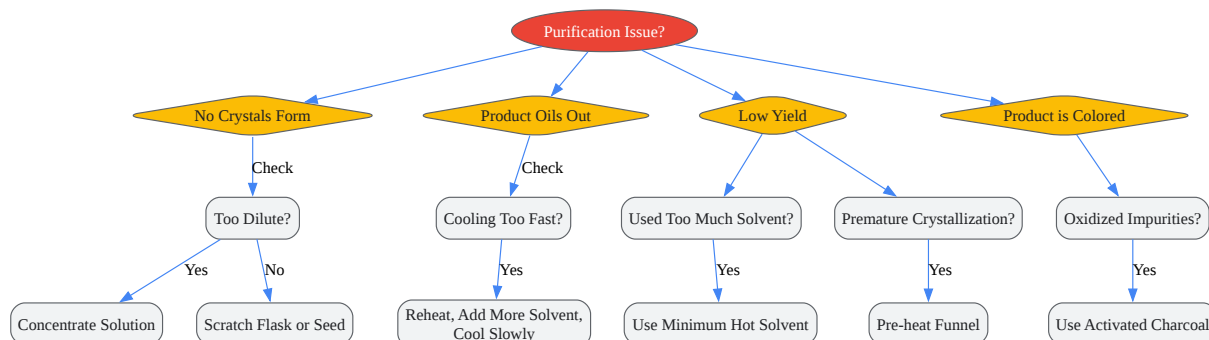 Purification Issue?
No Crystals Form
Product Oils Out
Low Yield
Product is Colored
Check
Check
Too Dilute?
Cooling Too Fast?
Used Too Much Solvent?
Premature Crystallization?
Oxidized Impurities?
Yes
No
Yes
Yes
Yes
Yes
Concentrate Solution
Scratch Flask or Seed
Reheat, Add More Solvent,
Cool Slowly
Use Minimum Hot Solvent
Pre-heat Funnel
Use Activated Charcoal